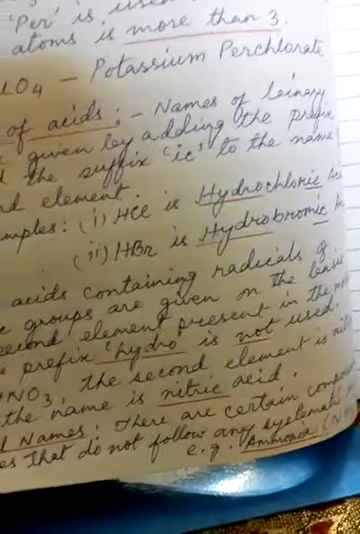 'Per' is used
atoms is more than 3.
LO4 – Potassium Perchlorate
of acids :- Names of binary
given by adding the prefix
the suffix 'ic' to the name
element
mples: (i) HCl is Hydrochloric
(ii) HBr is Hydrobromic
acids containing radicals of
groups are given on the basis
second element present in the
prefix 'hydro' is not used.
HNO3, the second element is
the name is nitric acid.
Names: There are certain
es that do not follow any systematic
e.g. Ammonia (N